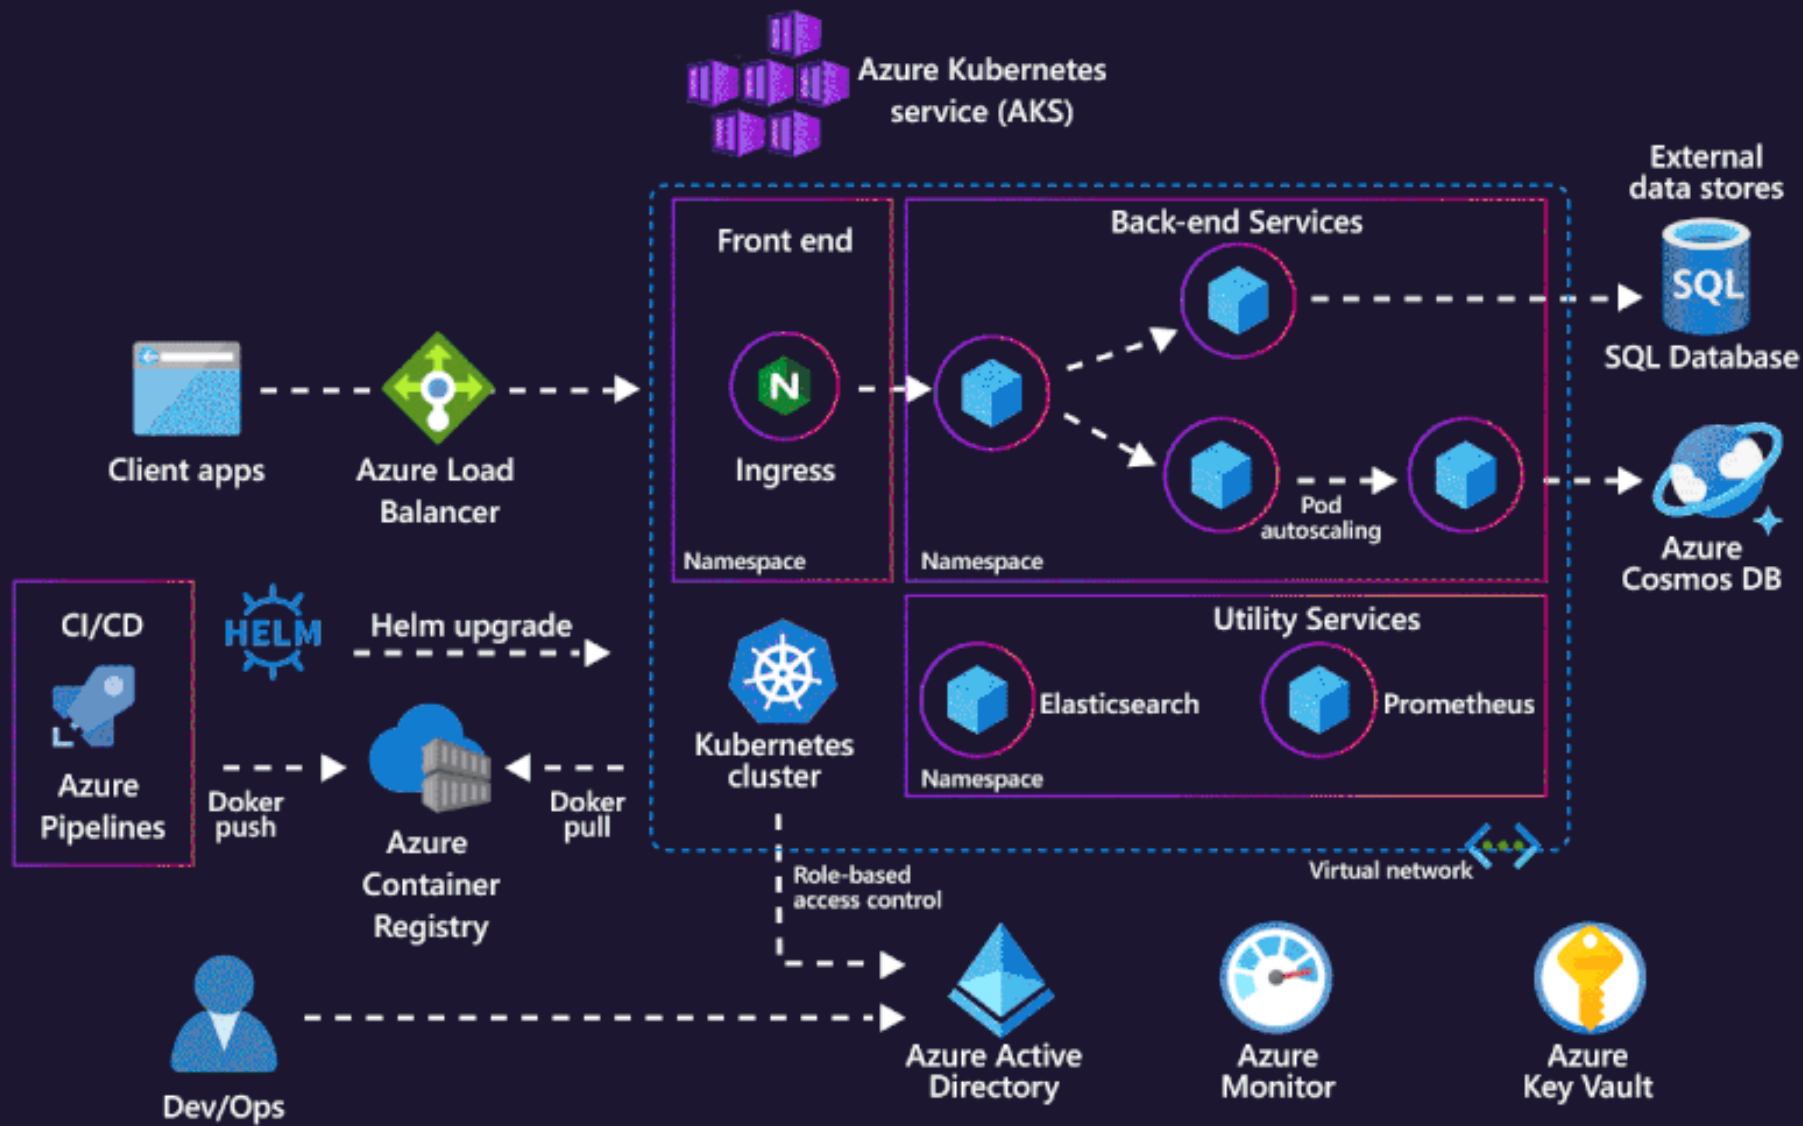 Azure Kubernetes
service (AKS)
External
data stores
Front end
Back-end Services
SQL
SQL Database
N
Client apps
Azure Load
Balancer
Ingress
Pod
autoscaling
Namespace
Namespace
Azure
Cosmos DB
CI/CD
HELM
Helm upgrade
Utility Services
Elasticsearch
Prometheus
Kubernetes
cluster
Namespace
Azure
Pipelines
Doker
push
Doker
pull
Azure
Container
Registry
Virtual network
Role-based
access control
Azure Active
Directory
Azure
Monitor
Azure
Key Vault
Dev/Ops